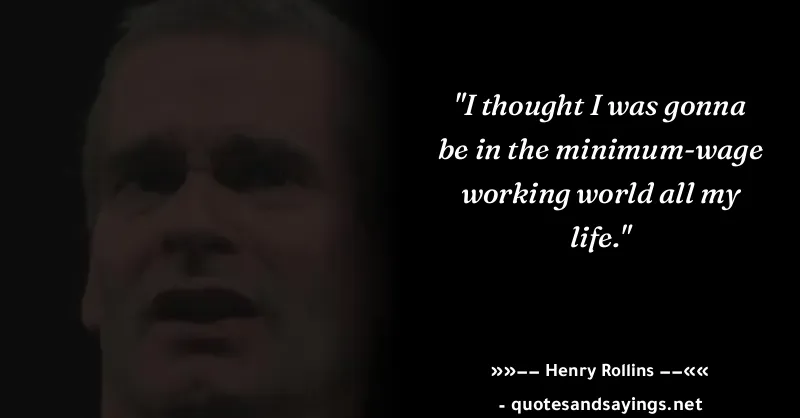 "I thought I was gonna
be in the minimum-wage
working world all my
life."
»»−− Henry Rollins −−««
- quotesandsayings.net